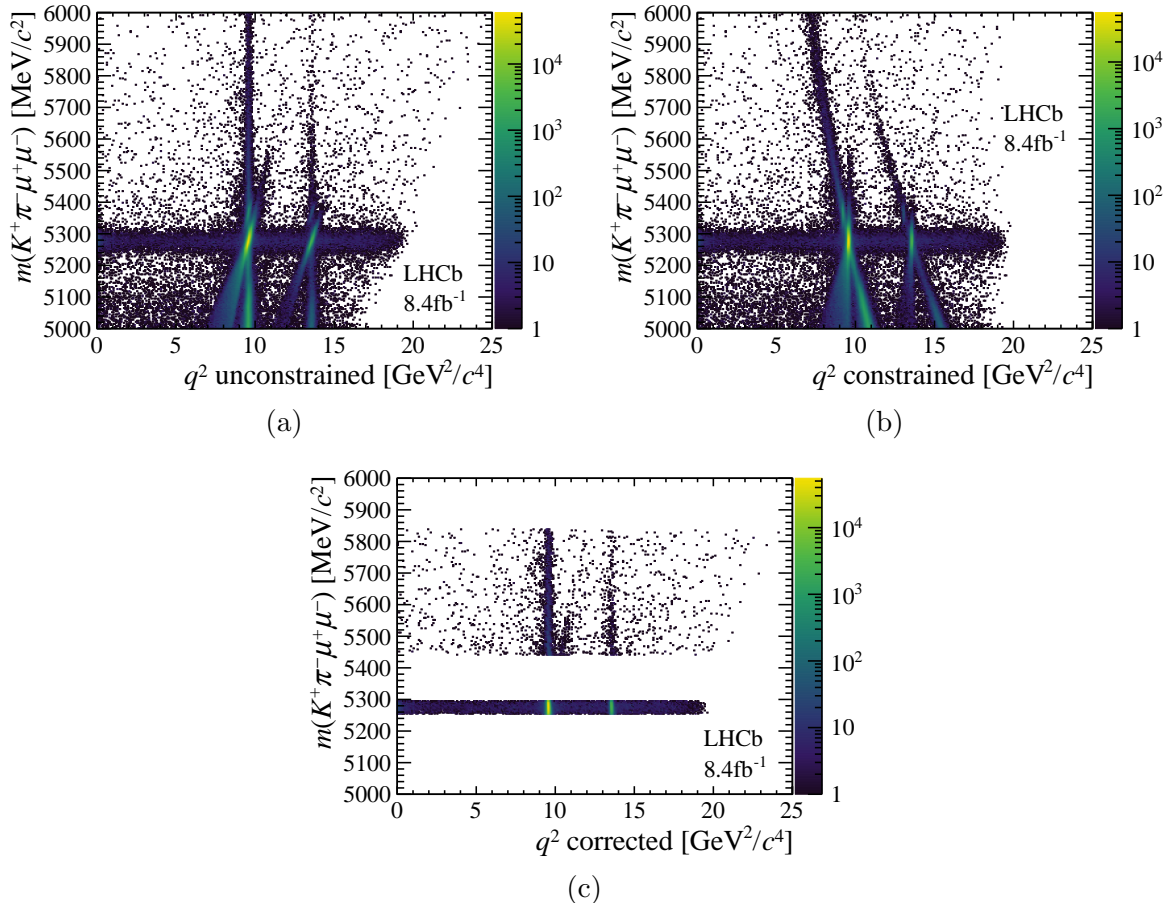 6000
5900
5800
5700
5600
5500
5400
5300
5200
5100
5000
m(K⁺π⁻μ⁺μ⁻) [MeV/c²]
LHCb
8.4fb⁻¹
0 5 10 15 20 25
q² unconstrained [GeV²/c⁴]
10⁴
10³
10²
10
1
(a)
6000
5900
5800
5700
5600
5500
5400
5300
5200
5100
5000
m(K⁺π⁻μ⁺μ⁻) [MeV/c²]
LHCb
8.4fb⁻¹
0 5 10 15 20 25
q² constrained [GeV²/c⁴]
10⁴
10³
10²
10
1
(b)
6000
5900
5800
5700
5600
5500
5400
5300
5200
5100
5000
m(K⁺π⁻μ⁺μ⁻) [MeV/c²]
LHCb
8.4fb⁻¹
0 5 10 15 20 25
q² corrected [GeV²/c⁴]
10⁴
10³
10²
10
1
(c)